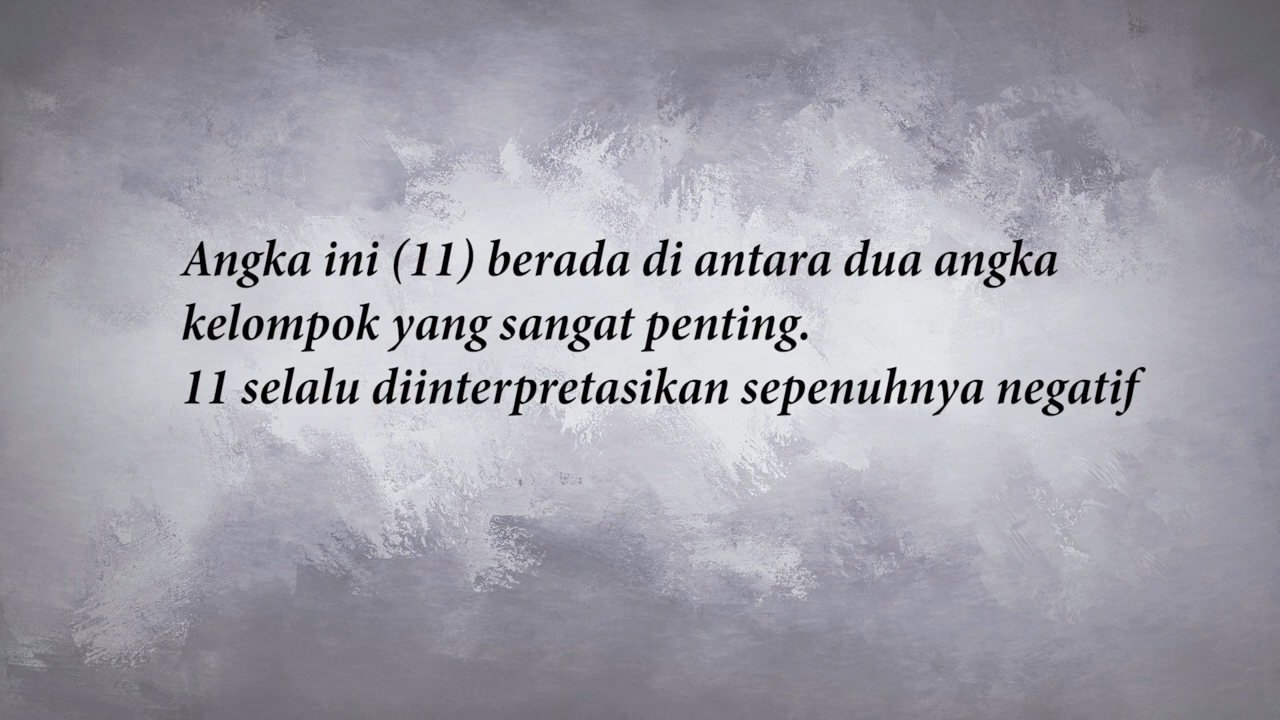 Angka ini (11) berada di antara dua angka
kelompok yang sangat penting.
11 selalu diinterpretasikan sepenuhnya negatif